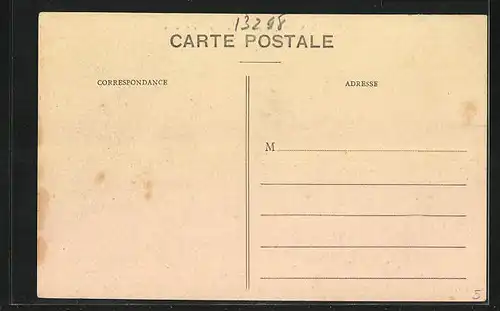 13298
CARTE POSTALE
CORRESPONDANCE
ADRESSE
M
5